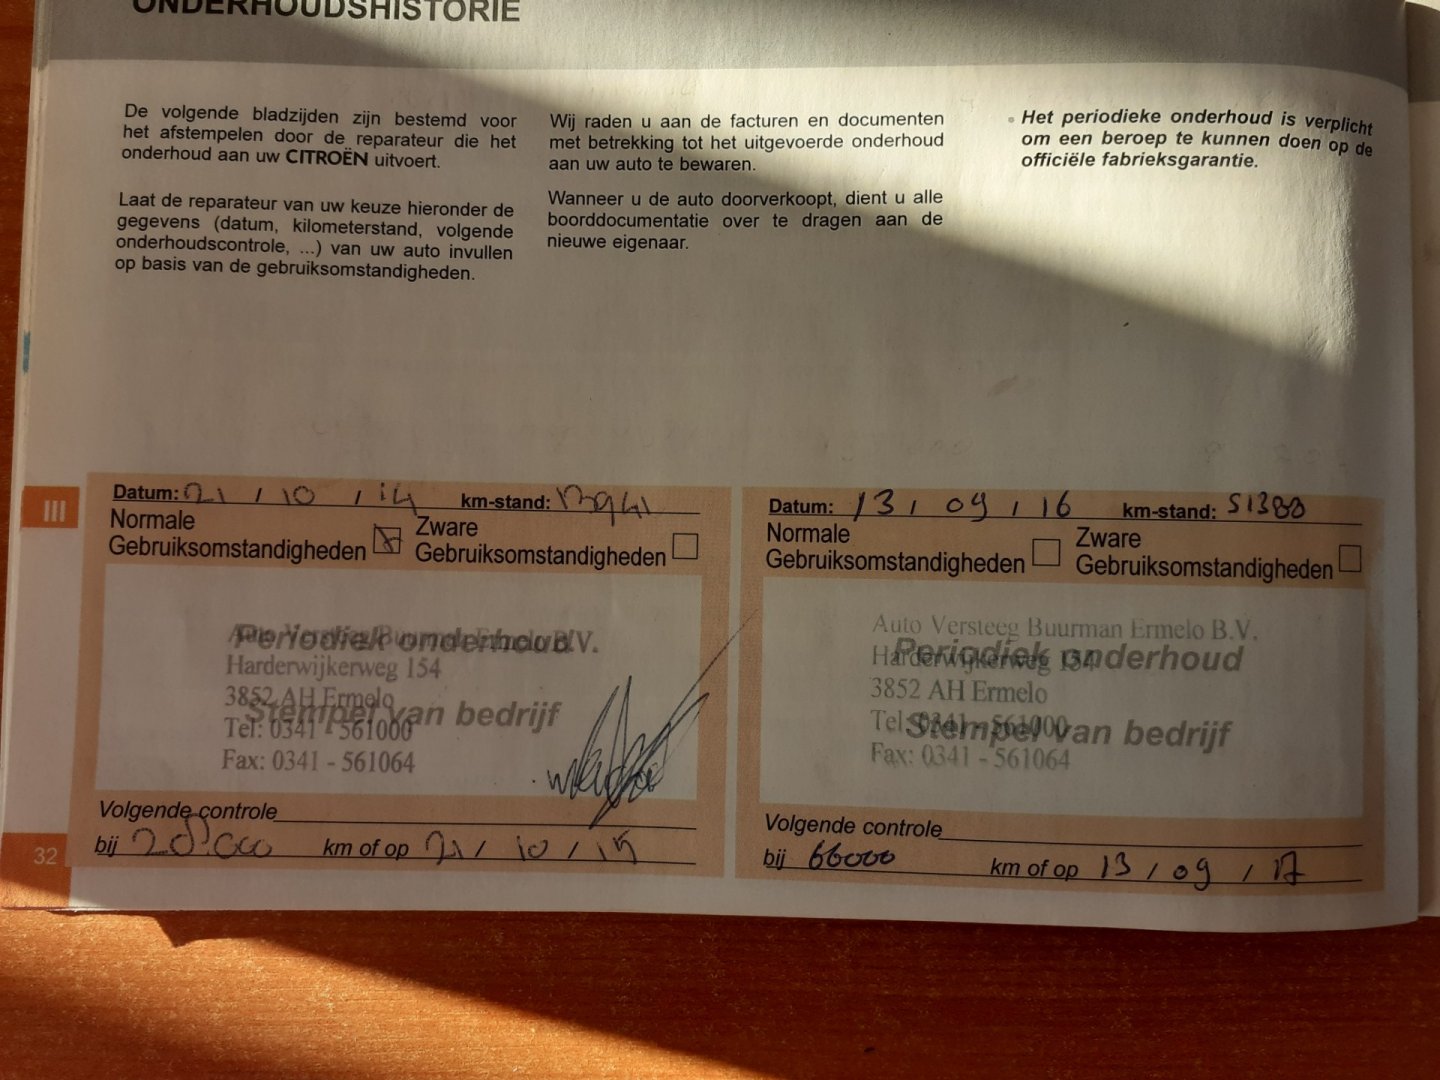 ONDERHOUDSHISTORIE
De volgende bladzijden zijn bestemd voor
het afstempelen door de reparateur die het
onderhoud aan uw CITROËN uitvoert.
Laat de reparateur van uw keuze hieronder de
gegevens (datum, kilometerstand, volgende
onderhoudscontrole, ...) van uw auto invullen
op basis van de gebruiksomstandigheden.
Wij raden u aan de facturen en documenten
met betrekking tot het uitgevoerde onderhoud
aan uw auto te bewaren.
Wanneer u de auto doorverkoopt, dient u alle
boorddocumentatie over te dragen aan de
nieuwe eigenaar.
Het periodieke onderhoud is verplicht
om een beroep te kunnen doen op de
officiële fabrieksgarantie.
III
Datum: 21 / 10 / 14 km-stand: 13941
Normale
Gebruiksomstandigheden
Zware
Gebruiksomstandigheden
Auto Versteeg Buurman Ermelo B.V.
Periodiek onderhoud
Harderwijkerweg 154
3852 AH Ermelo
Stempel van bedrijf
Tel: 0341 - 561000
Fax: 0341 - 561064
Volgende controle
bij 28.000 km of op 21 / 10 / 15
Datum: 13 / 09 / 16 km-stand: 51388
Normale
Gebruiksomstandigheden
Zware
Gebruiksomstandigheden
Auto Versteeg Buurman Ermelo B.V.
Periodiek onderhoud
Harderwijkerweg 154
3852 AH Ermelo
Stempel van bedrijf
Tel: 0341 - 561000
Fax: 0341 - 561064
Volgende controle
bij 66000 km of op 13 / 09 / 17
32